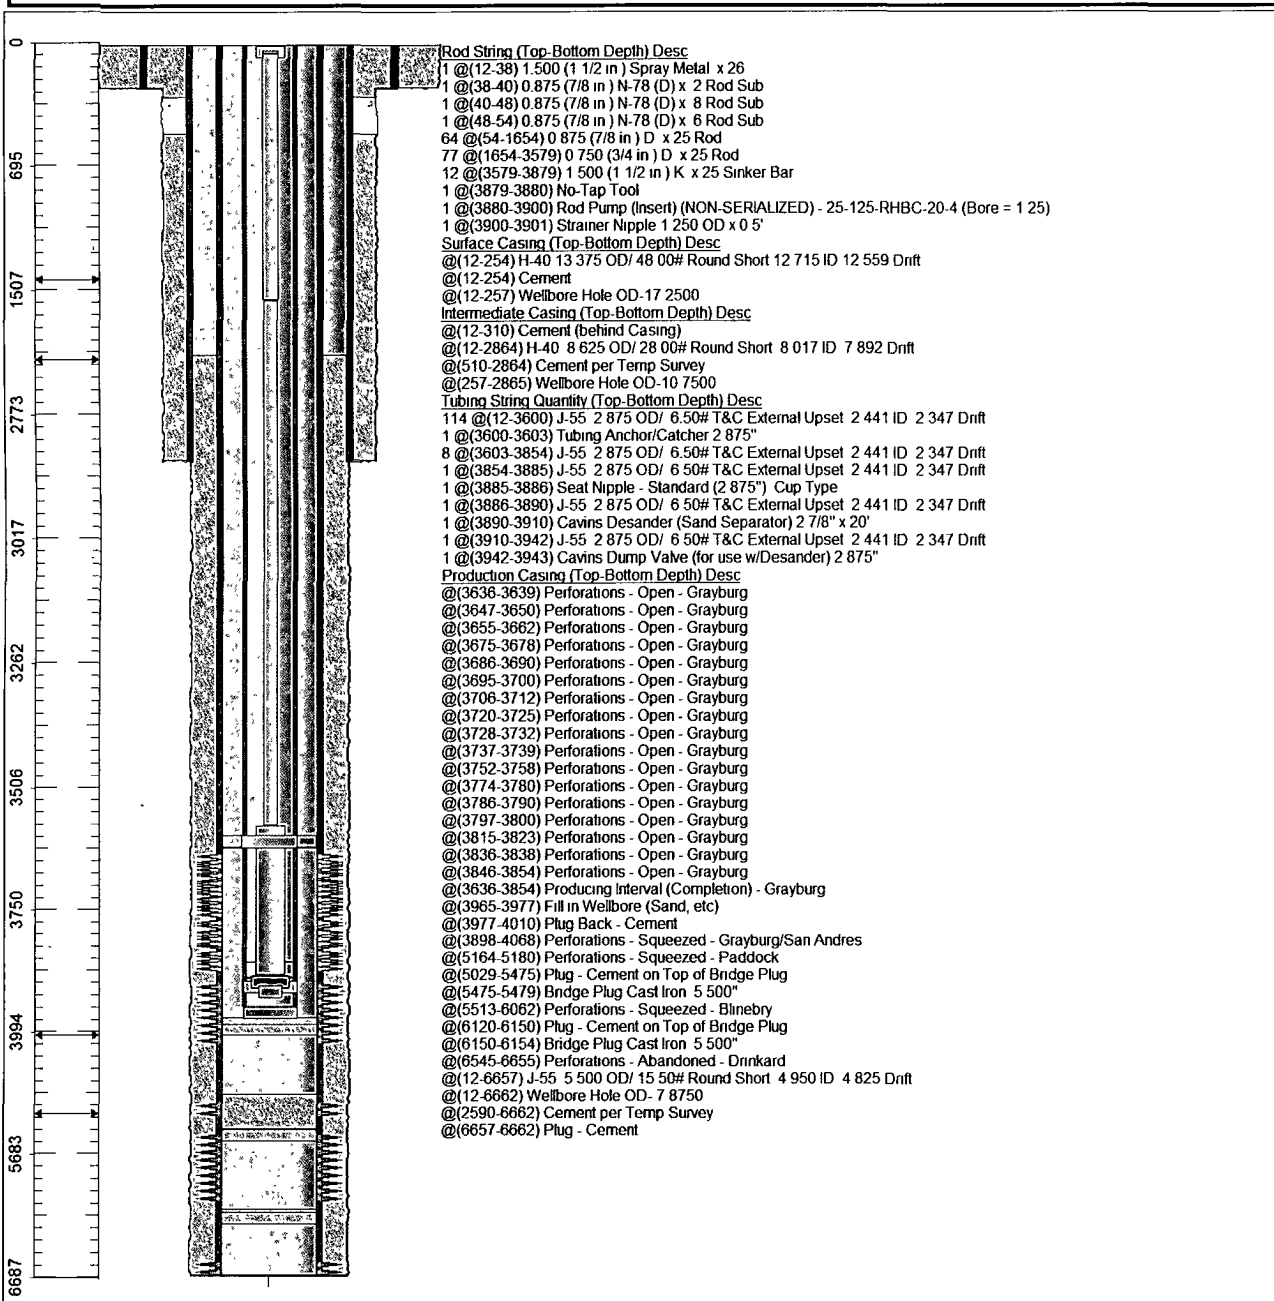 0
695
1507
2773
3017
3262
3506
3750
3994
5683
6687
Rod String (Top-Bottom Depth) Desc
1 @(12-38) 1.500 (1 1/2 in ) Spray Metal x 26
1 @(38-40) 0.875 (7/8 in ) N-78 (D) x 2 Rod Sub
1 @(40-48) 0.875 (7/8 in ) N-78 (D) x 8 Rod Sub
1 @(48-54) 0.875 (7/8 in ) N-78 (D) x 6 Rod Sub
64 @(54-1654) 0 875 (7/8 in ) D x 25 Rod
77 @(1654-3579) 0 750 (3/4 in ) D x 25 Rod
12 @(3579-3879) 1 500 (1 1/2 in ) K x 25 Sinker Bar
1 @(3879-3880) No-Tap Tool
1 @(3880-3900) Rod Pump (Insert) (NON-SERIALIZED) - 25-125-RHBC-20-4 (Bore = 1 25)
1 @(3900-3901) Strainer Nipple 1 250 OD x 0 5'
Surface Casing (Top-Bottom Depth) Desc
@(12-254) H-40 13 375 OD/ 48 00# Round Short 12 715 ID 12 559 Drift
@(12-254) Cement
@(12-257) Wellbore Hole OD-17 2500
Intermediate Casing (Top-Bottom Depth) Desc
@(12-310) Cement (behind Casing)
@(12-2864) H-40 8 625 OD/ 28 00# Round Short 8 017 ID 7 892 Drift
@(510-2864) Cement per Temp Survey
@(257-2865) Wellbore Hole OD-10 7500
Tubing String Quantity (Top-Bottom Depth) Desc
114 @(12-3600) J-55 2 875 OD/ 6.50# T&C External Upset 2 441 ID 2 347 Drift
1 @(3600-3603) Tubing Anchor/Catcher 2 875"
8 @(3603-3854) J-55 2 875 OD/ 6.50# T&C External Upset 2 441 ID 2 347 Drift
1 @(3854-3885) J-55 2 875 OD/ 6.50# T&C External Upset 2 441 ID 2 347 Drift
1 @(3885-3886) Seat Nipple - Standard (2 875") Cup Type
1 @(3886-3890) J-55 2 875 OD/ 6 50# T&C External Upset 2 441 ID 2 347 Drift
1 @(3890-3910) Cavins Desander (Sand Separator) 2 7/8" x 20'
1 @(3910-3942) J-55 2 875 OD/ 6 50# T&C External Upset 2 441 ID 2 347 Drift
1 @(3942-3943) Cavins Dump Valve (for use w/Desander) 2 875"
Production Casing (Top-Bottom Depth) Desc
@(3636-3639) Perforations - Open - Grayburg
@(3647-3650) Perforations - Open - Grayburg
@(3655-3662) Perforations - Open - Grayburg
@(3675-3678) Perforations - Open - Grayburg
@(3686-3690) Perforations - Open - Grayburg
@(3695-3700) Perforations - Open - Grayburg
@(3706-3712) Perforations - Open - Grayburg
@(3720-3725) Perforations - Open - Grayburg
@(3728-3732) Perforations - Open - Grayburg
@(3737-3739) Perforations - Open - Grayburg
@(3752-3758) Perforations - Open - Grayburg
@(3774-3780) Perforations - Open - Grayburg
@(3786-3790) Perforations - Open - Grayburg
@(3797-3800) Perforations - Open - Grayburg
@(3815-3823) Perforations - Open - Grayburg
@(3836-3838) Perforations - Open - Grayburg
@(3846-3854) Perforations - Open - Grayburg
@(3636-3854) Producing Interval (Completion) - Grayburg
@(3965-3977) Fill in Wellbore (Sand, etc)
@(3977-4010) Plug Back - Cement
@(3898-4068) Perforations - Squeezed - Grayburg/San Andres
@(5164-5180) Perforations - Squeezed - Paddock
@(5029-5475) Plug - Cement on Top of Bridge Plug
@(5475-5479) Bridge Plug Cast Iron 5 500"
@(5513-6062) Perforations - Squeezed - Blinebry
@(6120-6150) Plug - Cement on Top of Bridge Plug
@(6150-6154) Bridge Plug Cast Iron 5 500"
@(6545-6655) Perforations - Abandoned - Drinkard
@(12-6657) J-55 5 500 OD/ 15 50# Round Short 4 950 ID 4 825 Drift
@(12-6662) Wellbore Hole OD- 7 8750
@(2590-6662) Cement per Temp Survey
@(6657-6662) Plug - Cement